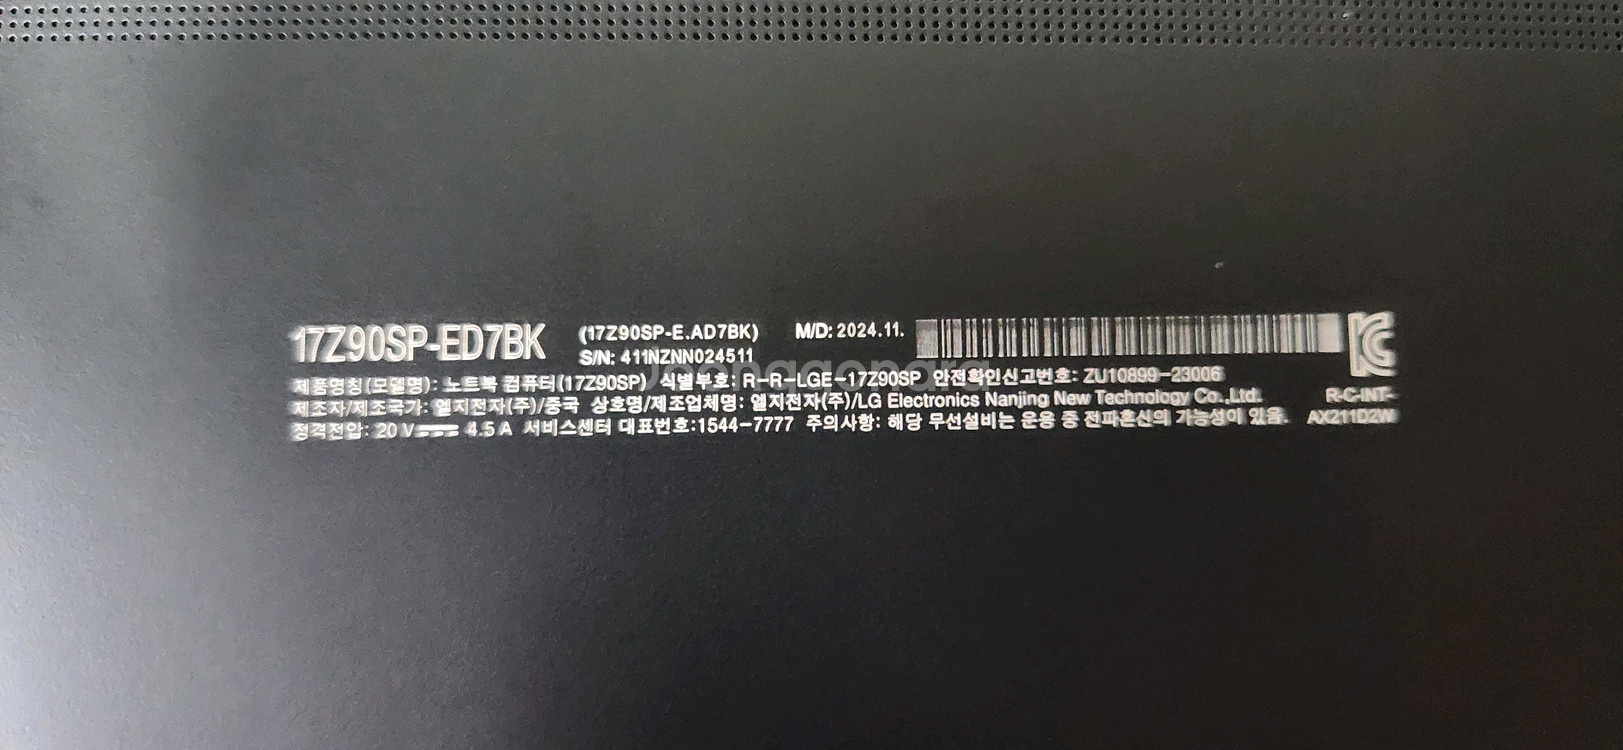 17Z90SP-ED7BK (17Z90SP-E.AD7BK) M/D: 2024.11.
S/N: 411NZNN024511
제품명칭(모델명): 노트북 컴퓨터(17Z90SP) 식별부호: R-R-LGE-17Z90SP 안전확인신고번호: ZU10899-23006
제조자/제조국가: 엘지전자(주)/중국 상호명/제조업체명: 엘지전자(주)/LG Electronics Nanjing New Technology Co.,Ltd.
정격전압: 20 V 4.5 A 서비스센터 대표번호:1544-7777 주의사항: 해당 무선설비는 운용 중 전파혼신의 가능성이 있음.
R-C-INT-
AX211D2W
Joonggonara